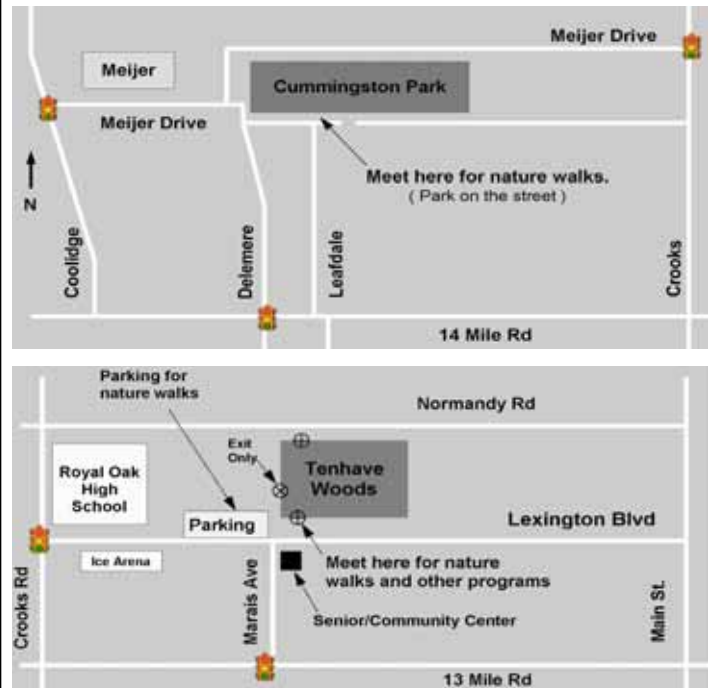 Meijer Drive
Meijer
Cummingston Park
Meijer Drive
Meet here for nature walks.
( Park on the street )
N
Coolidge
Delemere
Leafdale
Crooks
14 Mile Rd
Parking for
nature walks
Normandy Rd
Exit
Only
Tenhave
Woods
Royal Oak
High
School
Parking
Lexington Blvd
Ice Arena
Meet here for nature
walks and other programs
Senior/Community Center
Crooks Rd
Marais Ave
Main St.
13 Mile Rd